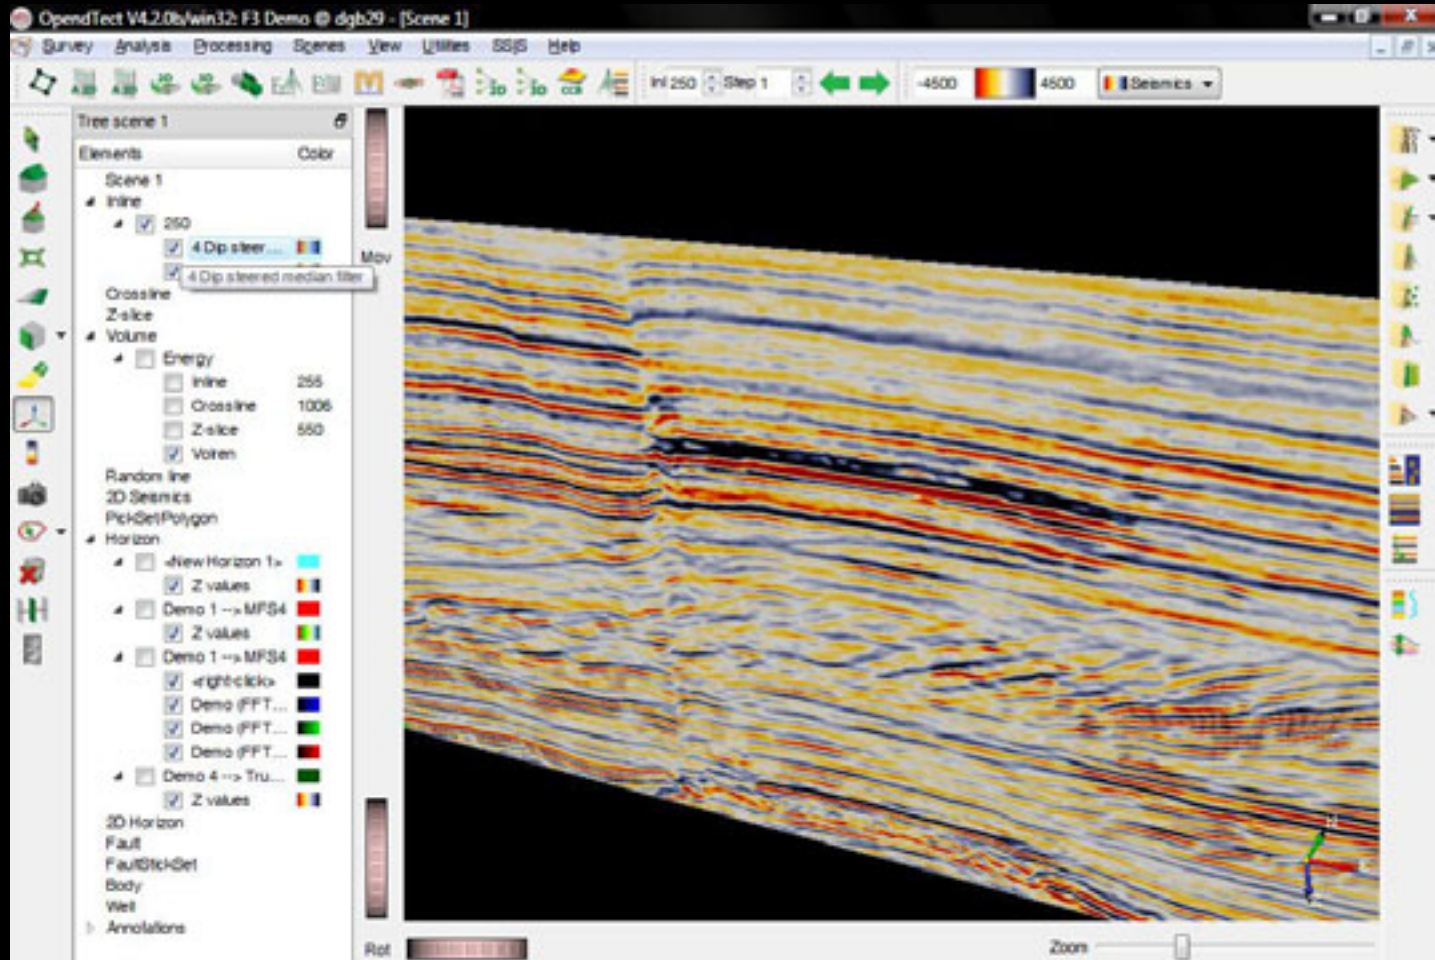 OpendTect V4.2.0b/win32: F3 Demo @ dgb29 - [Scene 1]
Survey Analysis Processing Scenes View Utilities SSIS Help
Inl 250 Step 1 -4500 4500 Seismics
Tree scene 1
Elements Color
Scene 1
Inline
250
4 Dip steer...
4 Dip steered median filter
Mov
Crossline
Z-slice
Volume
Energy
Inline 255
Crossline 1006
Z-slice 550
Volren
Random line
2D Seismics
PickSet/Polygon
Horizon
<New Horizon 1>
Z values
Demo 1 --> MFS4
Z values
Demo 1 --> MFS4
<right-click>
Demo (FFT...
Demo (FFT...
Demo (FFT...
Demo 4 --> Tru...
Z values
2D Horizon
Fault
FaultStickSet
Body
Well
Annotations
Rot Zoom